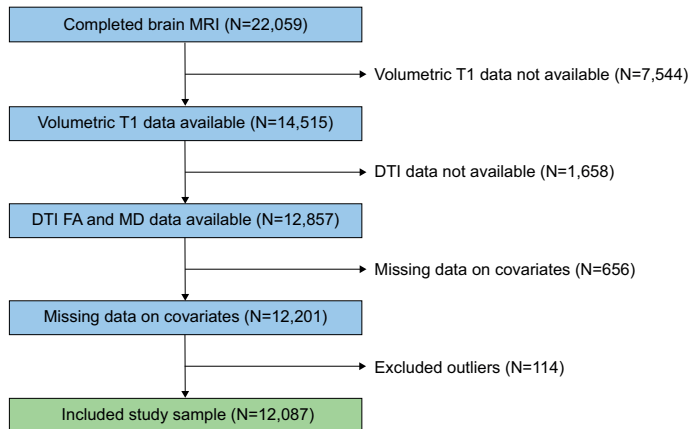 Completed brain MRI (N=22,059)
Volumetric T1 data not available (N=7,544)
Volumetric T1 data available (N=14,515)
DTI data not available (N=1,658)
DTI FA and MD data available (N=12,857)
Missing data on covariates (N=656)
Missing data on covariates (N=12,201)
Excluded outliers (N=114)
Included study sample (N=12,087)